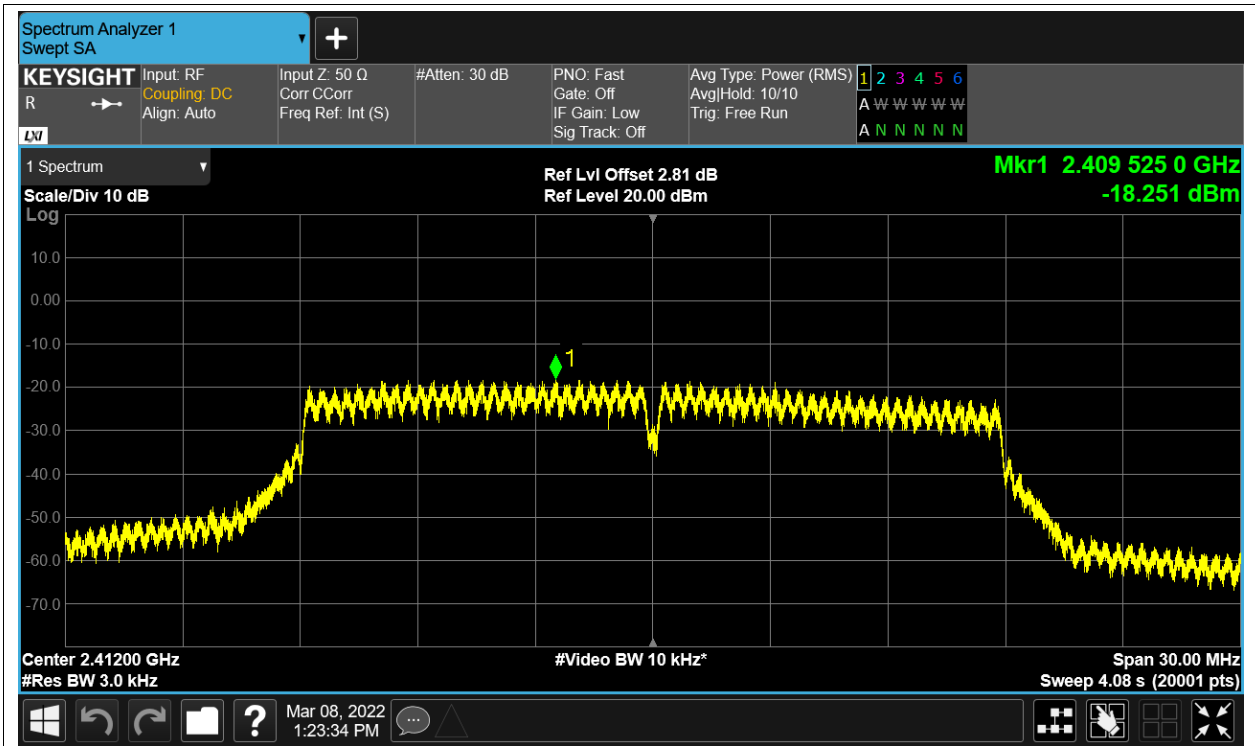 Spectrum Analyzer 1
Swept SA
KEYSIGHT
R
LXI
Input: RF
Coupling: DC
Align: Auto
Input Z: 50 Ω
Corr CCorr
Freq Ref: Int (S)
#Atten: 30 dB
PNO: Fast
Gate: Off
IF Gain: Low
Sig Track: Off
Avg Type: Power (RMS)
Avg|Hold: 10/10
Trig: Free Run
1 2 3 4 5 6
A W W W W W
A N N N N N
1 Spectrum
Scale/Div 10 dB
Log
Ref Lvl Offset 2.81 dB
Ref Level 20.00 dBm
Mkr1 2.409 525 0 GHz
-18.251 dBm
10.0
0.00
-10.0
1
-20.0
-30.0
-40.0
-50.0
-60.0
-70.0
Center 2.41200 GHz
#Res BW 3.0 kHz
#Video BW 10 kHz*
Span 30.00 MHz
Sweep 4.08 s (20001 pts)
?
Mar 08, 2022
1:23:34 PM